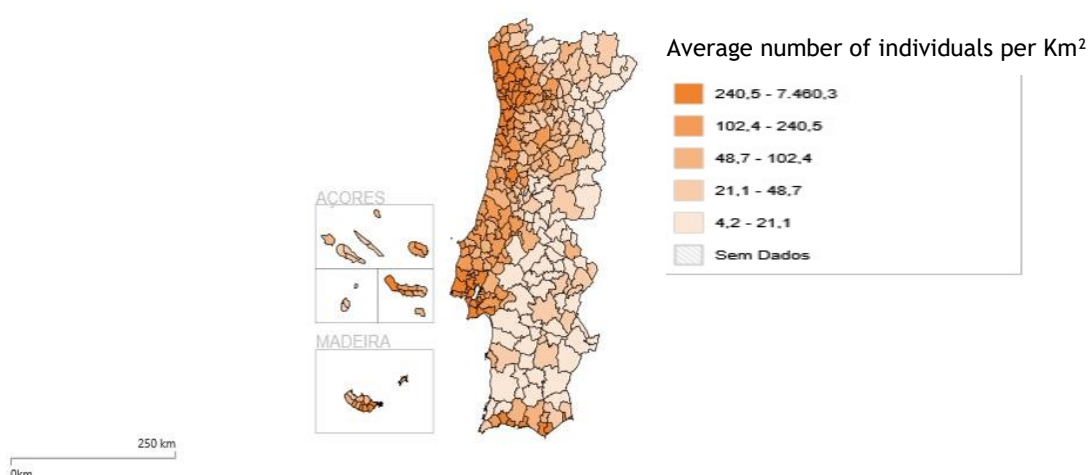 Average number of individuals per Km²
240,5 - 7.460,3
102,4 - 240,5
48,7 - 102,4
21,1 - 48,7
4,2 - 21,1
Sem Dados
AÇORES
MADEIRA
250 km
0km